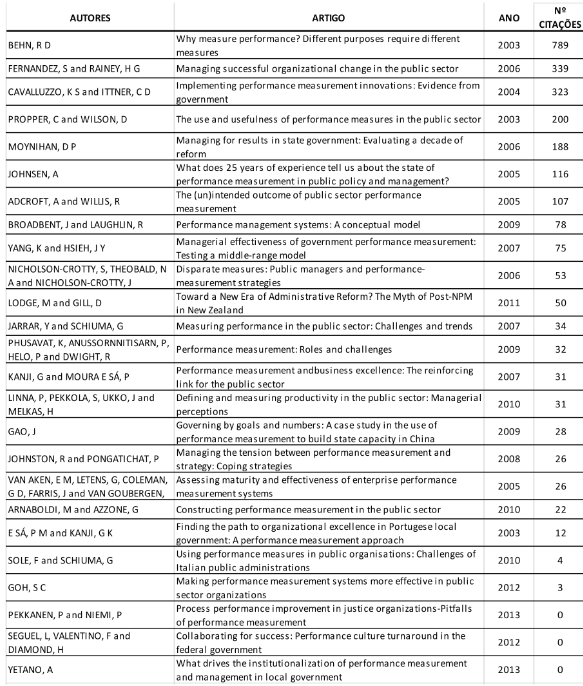 AUTORES ARTIGO ANO Nº CITAÇÕES
BEHN, R D Why measure performance? Different purposes require different 2003 789
measures
FERNANDEZ, S and RAINEY, H G Managing successful organizational change in the public sector 2006 339
CAVALLUZZO, K S and ITTNER, C D Implementing performance measurement innovations: Evidence from 2004 323
government
PROPPER, C and WILSON, D The use and usefulness of performance measures in the public sector 2003 200
MOYNIHAN, D P Managing for results in state government: Evaluating a decade of 2006 188
reform
JOHNSEN, A What does 25 years of experience tell us about the state of 2005 116
performance measurement in public policy and management?
ADCROFT, A and WILLIS, R The (un)intended outcome of public sector performance 2005 107
measurement
BROADBENT, J and LAUGHLIN, R Performance management systems: A conceptual model 2009 78
YANG, K and HSIEH, J Y Managerial effectiveness of government performance measurement: 2007 75
Testing a middle-range model
NICHOLSON-CROTTY, S, THEOBALD, N Disparate measures: Public managers and performance- 2006 53
A and NICHOLSON-CROTTY, J measurement strategies
LODGE, M and GILL, D Toward a New Era of Administrative Reform? The Myth of Post-NPM 2011 50
in New Zealand
JARRAR, Y and SCHIUMA, G Measuring performance in the public sector: Challenges and trends 2007 34
PHUSAVAT, K, ANUSSORNNITISARN, P, Performance measurement: Roles and challenges 2009 32
HELO, P and DWIGHT, R
KANJI, G and MOURA E SÁ, P Performance measurement andbusiness excellence: The reinforcing 2007 31
link for the public sector
LINNA, P, PEKKOLA, S, UKKO, J and Defining and measuring productivity in the public sector: Managerial 2010 31
MELKAS, H perceptions
GAO, J Governing by goals and numbers: A case study in the use of 2009 28
performance measurement to build state capacity in China
JOHNSTON, R and PONGATICHAT, P Managing the tension between performance measurement and 2008 26
strategy: Coping strategies
VAN AKEN, E M, LETENS, G, COLEMAN, Assessing maturity and effectiveness of enterprise performance 2005 26
G D, FARRIS, J and VAN GOUBERGEN, measurement systems
ARNABOLDI, M and AZZONE, G Constructing performance measurement in the public sector 2010 22
E SÁ, P M and KANJI, G K Finding the path to organizational excellence in Portugese local 2003 12
government: A performance measurement approach
SOLE, F and SCHIUMA, G Using performance measures in public organisations: Challenges of 2010 4
Italian public administrations
GOH, S C Making performance measurement systems more effective in public 2012 3
sector organizations
PEKKANEN, P and NIEMI, P Process performance improvement in justice organizations-Pitfalls 2013 0
of performance measurement
SEGUEL, L, VALENTINO, F and Collaborating for success: Performance culture turnaround in the 2012 0
DIAMOND, H federal government
YETANO, A What drives the institutionalization of performance measurement 2013 0
and management in local government